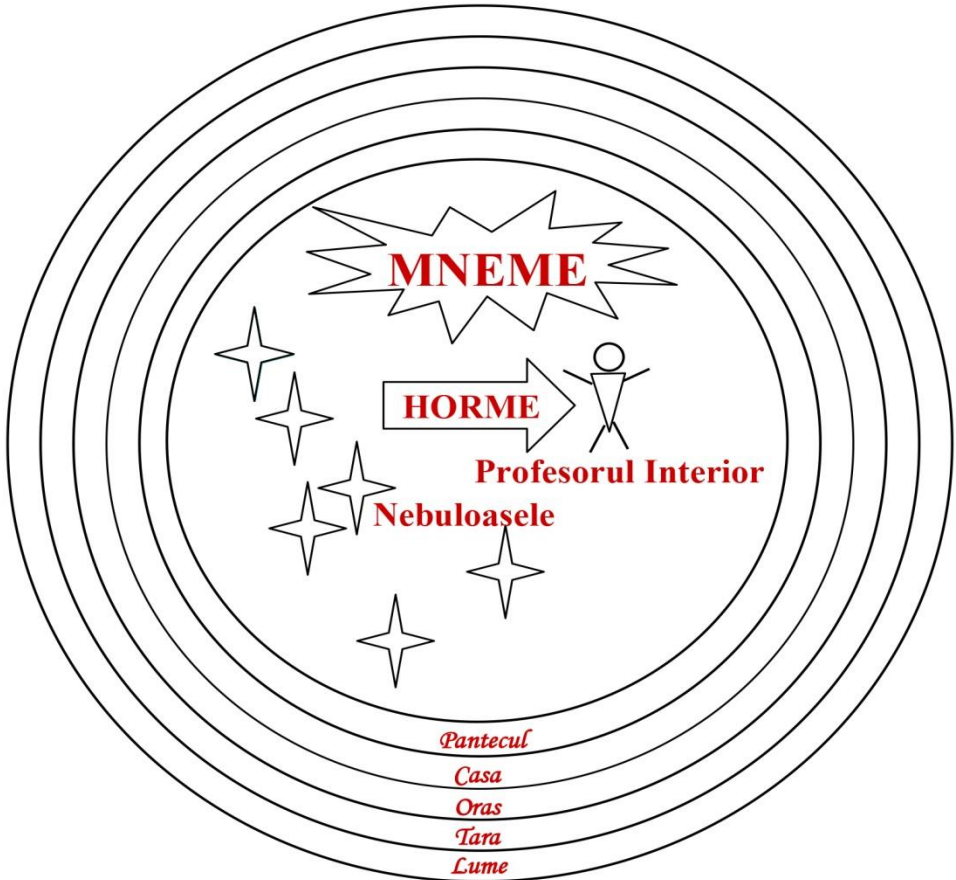 MNEME
HORME
Profesorul Interior
Nebuloasele
Pantecul
Casa
Oras
Tara
Lume